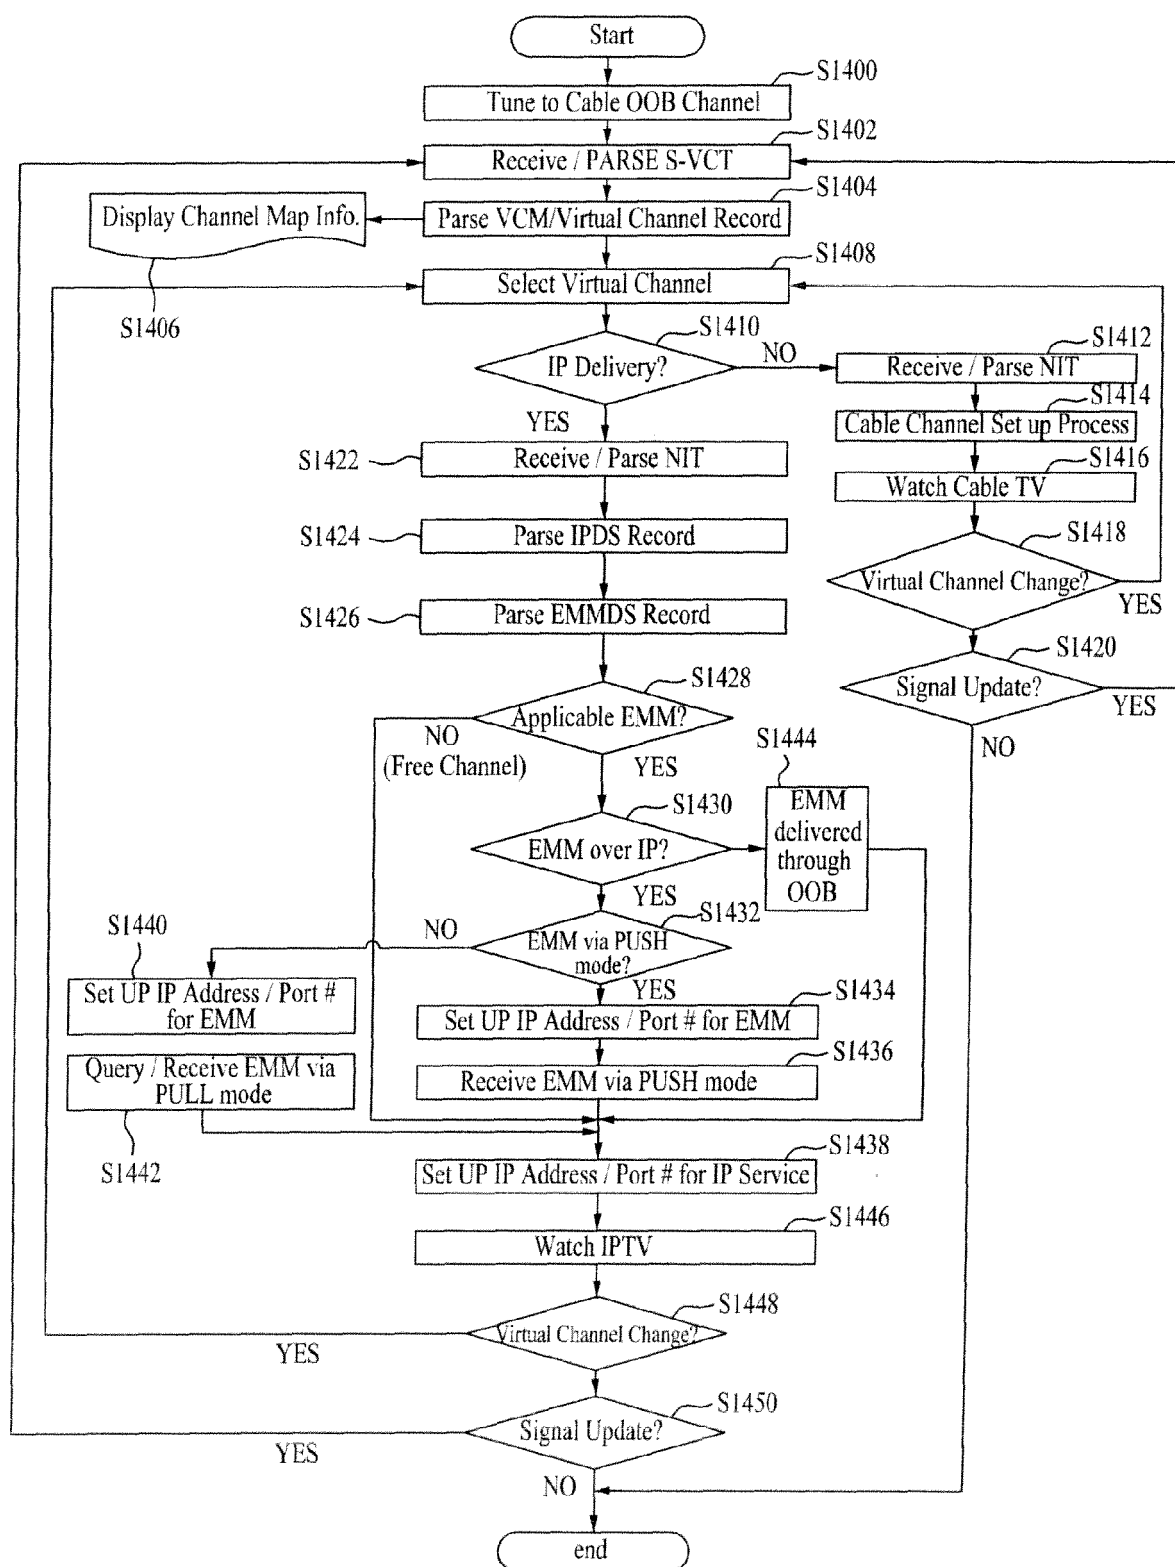 Start
S1400
Tune to Cable OOB Channel
S1402
Receive / PARSE S-VCT
S1404
Display Channel Map Info.
Parse VCM/Virtual Channel Record
S1408
Select Virtual Channel
S1406
S1410
IP Delivery?
NO
S1412
Receive / Parse NIT
YES
S1414
Cable Channel Set up Process
S1422
Receive / Parse NIT
S1416
Watch Cable TV
S1424
Parse IPDS Record
S1418
Virtual Channel Change?
YES
S1426
Parse EMMDS Record
S1420
Signal Update?
YES
NO
S1428
Applicable EMM?
NO
(Free Channel)
YES
S1444
EMM
delivered
through
OOB
S1430
EMM over IP?
YES
S1432
S1440
NO
EMM via PUSH
mode?
YES
Set UP IP Address / Port #
for EMM
S1434
Set UP IP Address / Port # for EMM
Query / Receive EMM via
PULL mode
S1436
Receive EMM via PUSH mode
S1442
S1438
Set UP IP Address / Port # for IP Service
S1446
Watch IPTV
S1448
Virtual Channel Change?
YES
S1450
Signal Update?
YES
NO
end